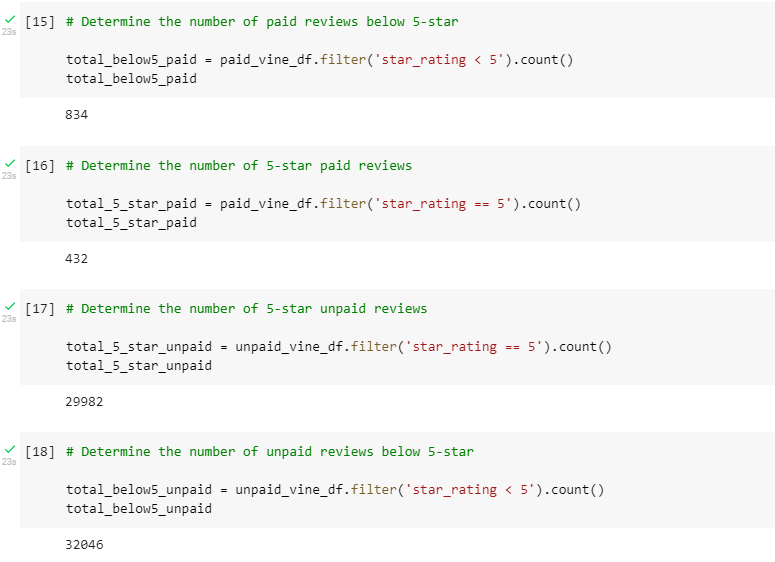 [15] # Determine the number of paid reviews below 5-star
23s
total_below5_paid = paid_vine_df.filter('star_rating < 5').count()
total_below5_paid
834
[16] # Determine the number of 5-star paid reviews
23s
total_5_star_paid = paid_vine_df.filter('star_rating == 5').count()
total_5_star_paid
432
[17] # Determine the number of 5-star unpaid reviews
23s
total_5_star_unpaid = unpaid_vine_df.filter('star_rating == 5').count()
total_5_star_unpaid
29982
[18] # Determine the number of unpaid reviews below 5-star
23s
total_below5_unpaid = unpaid_vine_df.filter('star_rating < 5').count()
total_below5_unpaid
32046